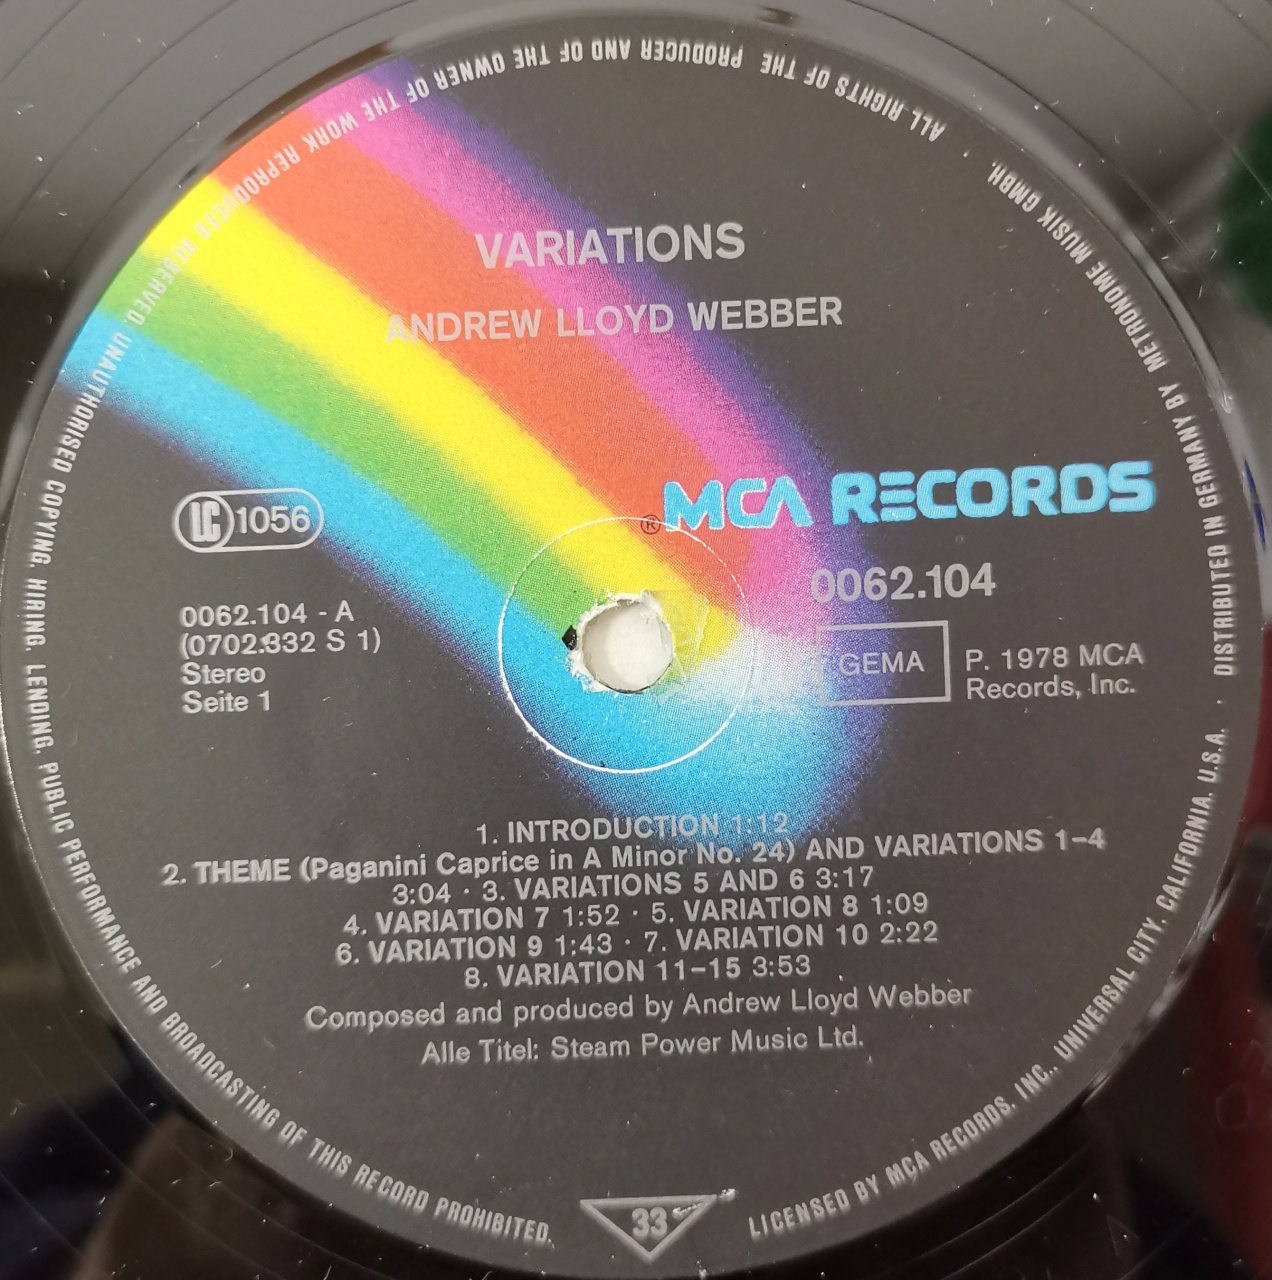 VARIATIONS
ANDREW LLOYD WEBBER
® MCA RECORDS
LC 1056
0062.104
0062.104 - A
(0702.332 S 1)
Stereo
Seite 1
GEMA
P. 1978 MCA
Records, Inc.
1. INTRODUCTION 1:12
2. THEME (Paganini Caprice in A Minor No. 24) AND VARIATIONS 1–4
3:04 · 3. VARIATIONS 5 AND 6 3:17
4. VARIATION 7 1:52 · 5. VARIATION 8 1:09
6. VARIATION 9 1:43 · 7. VARIATION 10 2:22
8. VARIATION 11–15 3:53
Composed and produced by Andrew Lloyd Webber
Alle Titel: Steam Power Music Ltd.
33
ALL RIGHTS OF THE PRODUCER AND OF THE OWNER OF THE WORK REPRODUCED RESERVED. UNAUTHORISED COPYING, HIRING, LENDING, PUBLIC PERFORMANCE AND BROADCASTING OF THIS RECORD PROHIBITED.
LICENSED BY MCA RECORDS, INC., UNIVERSAL CITY, CALIFORNIA, U.S.A. · DISTRIBUTED IN GERMANY BY METRONOME MUSIK GMBH. ·